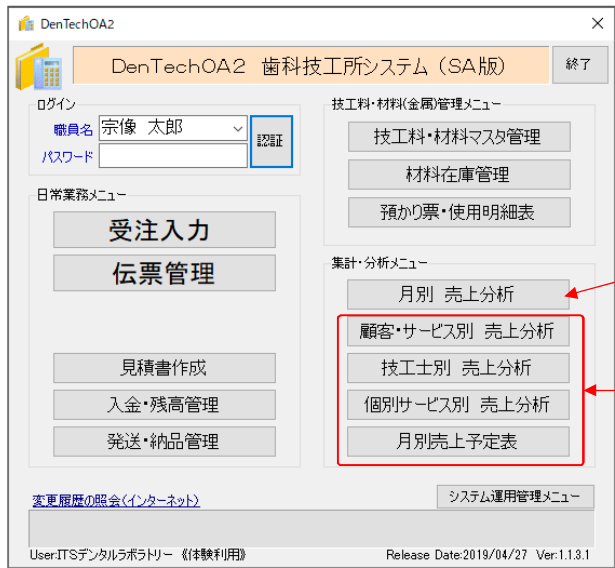 DenTechOA2
DenTechOA2 歯科技工所システム (SA版)
終了
ログイン
職員名 宗像 太郎
パスワード
認証
日常業務メニュー
受注入力
伝票管理
見積書作成
入金・残高管理
発送・納品管理
技工料・材料(金属)管理メニュー
技工料・材料マスタ管理
材料在庫管理
預かり票・使用明細表
集計・分析メニュー
月別 売上分析
顧客・サービス別 売上分析
技工士別 売上分析
個別サービス別 売上分析
月別売上予定表
変更履歴の照会(インターネット)
システム運用管理メニュー
User:ITSデンタルラボラトリー 《(体験利用)》
Release Date:2019/04/27 Ver:1.1.3.1